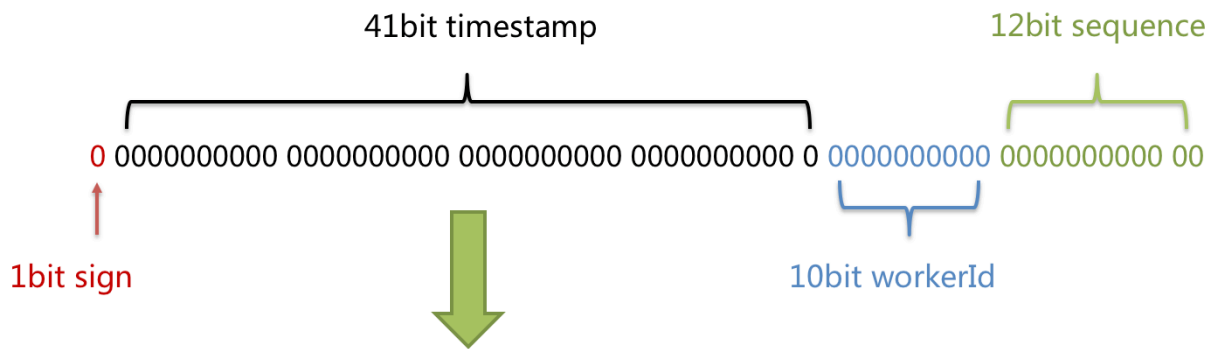 41bit timestamp
12bit sequence
0 0000000000 0000000000 0000000000 0000000000 0 0000000000 0000000000 00
1bit sign
10bit workerId